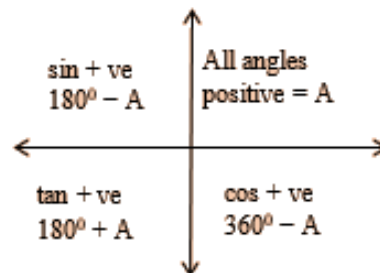 sin + ve
180⁰ − A
All angles
positive = A
tan + ve
180⁰ + A
cos + ve
360⁰ − A